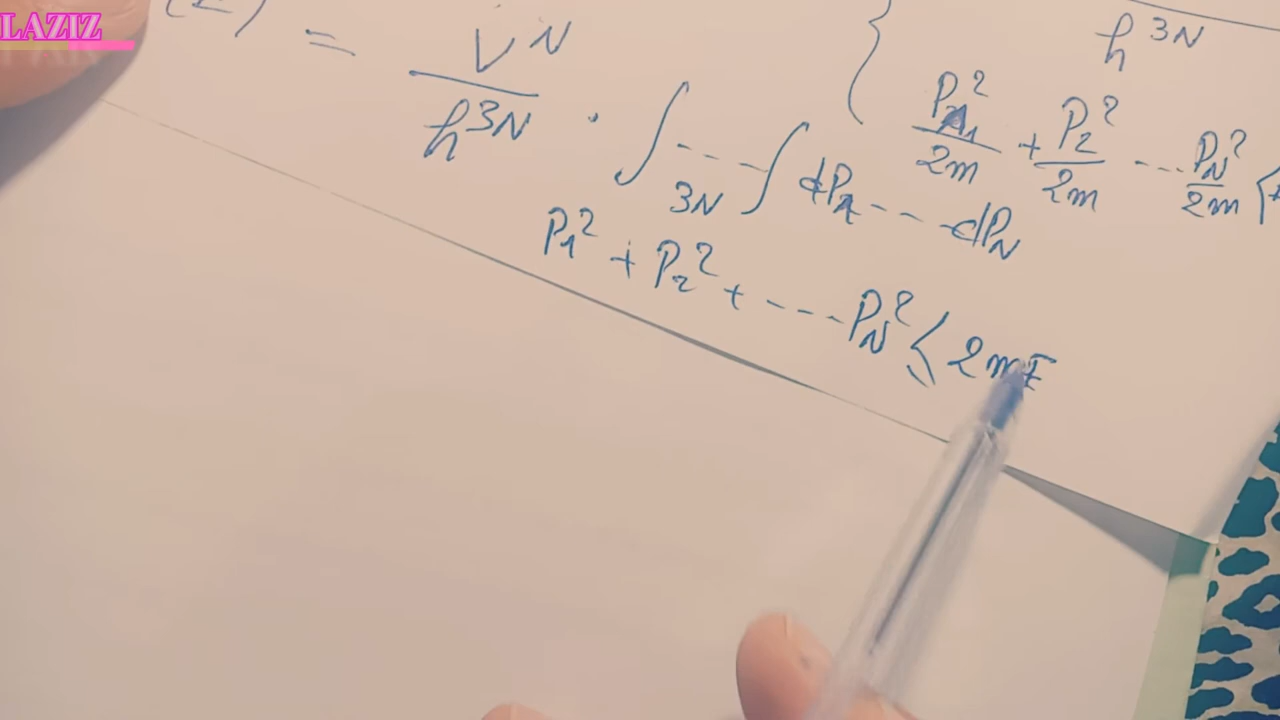 LAZIZ
(E) = V^N / h^{3N} · ∫ --- ∫ dP_1 --- dP_N
3N
P_1^2 + P_2^2 + --- P_N^2 ≤ 2mE
{ / h^{3N}
P_1^2/2m + P_2^2/2m --- P_N^2/2m ≤